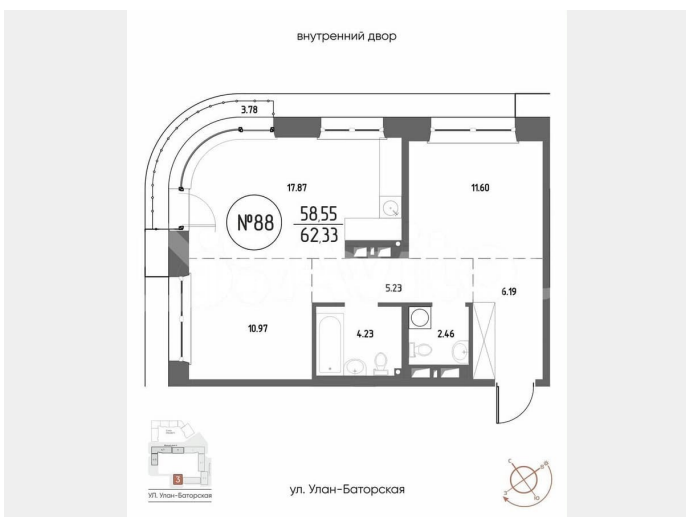 внутренний двор
3.78
17.87
11.60
№88
58,55
62,33
5.23
6.19
10.97
4.23
2.46
3
УЛ. Улан-Баторская
ул. Улан-Баторская
С
В
З
Ю